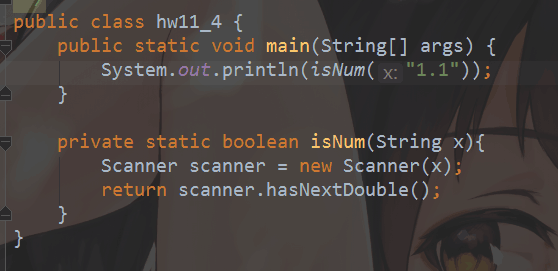 public class hw11_4 {
public static void main(String[] args) {
System.out.println(isNum( x: "1.1"));
}
private static boolean isNum(String x){
Scanner scanner = new Scanner(x);
return scanner.hasNextDouble();
}
}